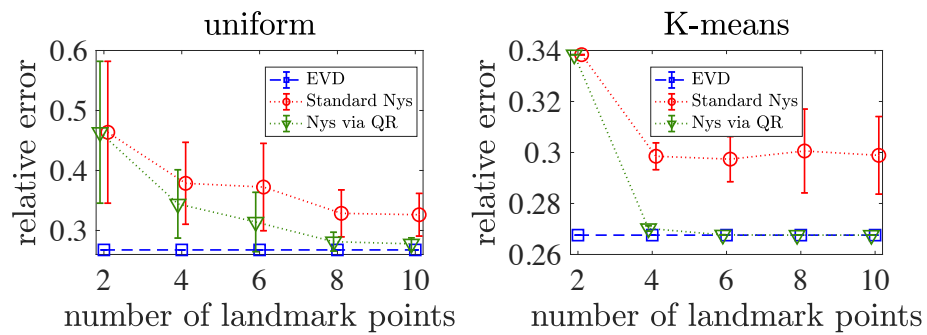 uniform
0.6
0.5
0.4
0.3
relative error
EVD
Standard Nys
Nys via QR
2 4 6 8 10
number of landmark points
K-means
0.34
0.32
0.3
0.28
0.26
relative error
EVD
Standard Nys
Nys via QR
2 4 6 8 10
number of landmark points